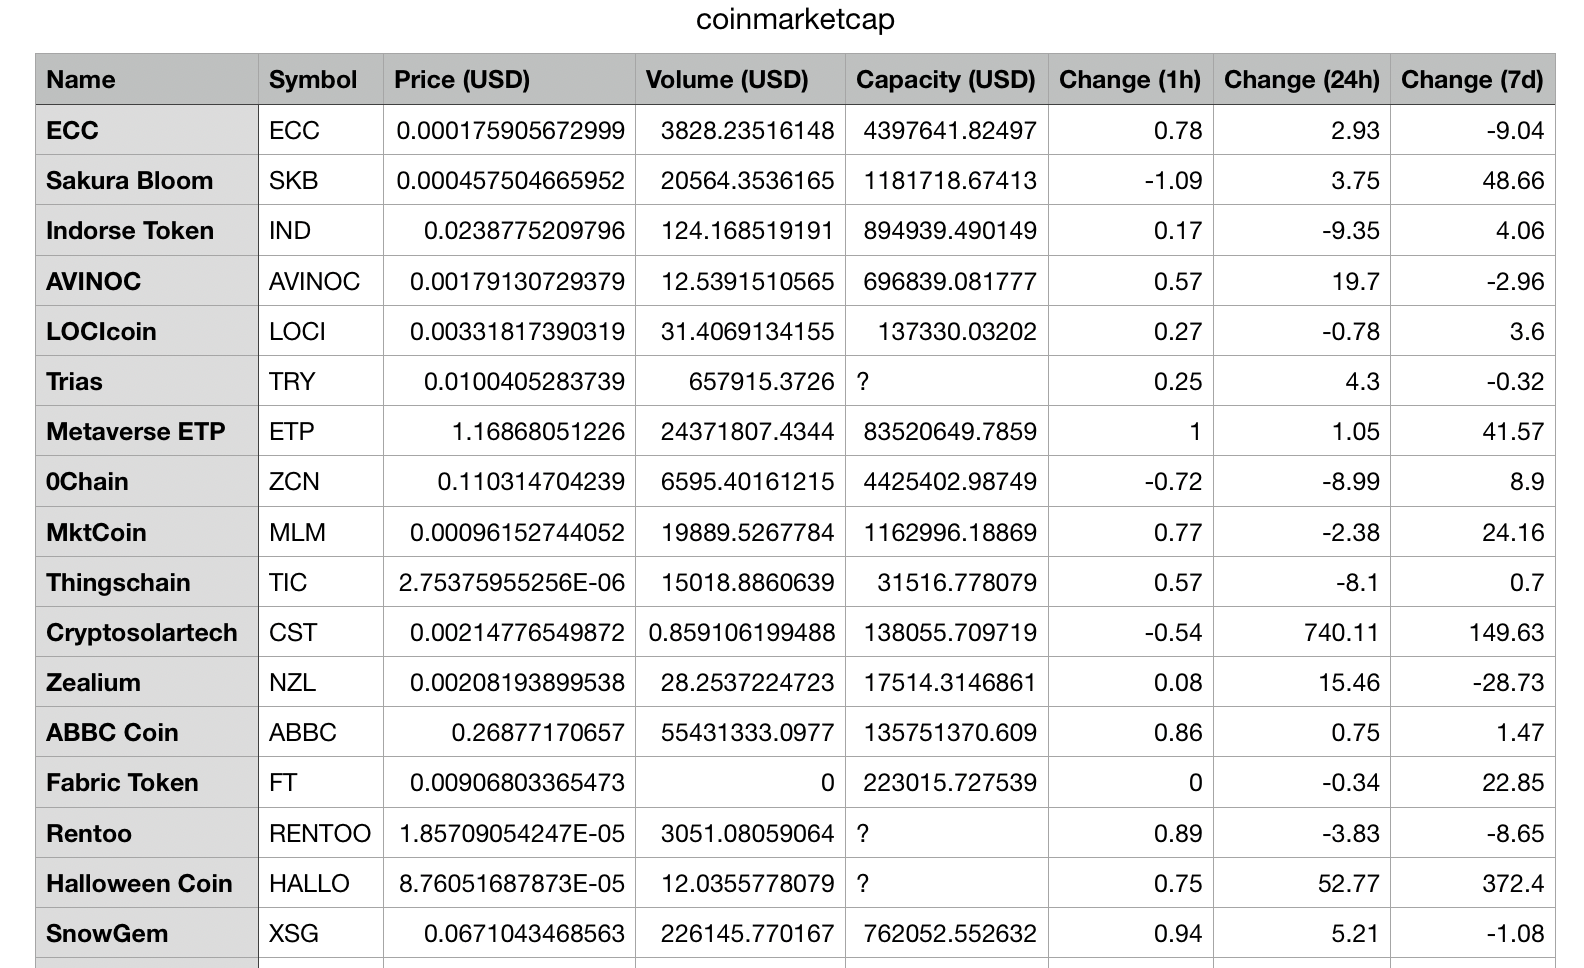 coinmarketcap
Name Symbol Price (USD) Volume (USD) Capacity (USD) Change (1h) Change (24h) Change (7d)
ECC ECC 0.000175905672999 3828.23516148 4397641.82497 0.78 2.93 -9.04
Sakura Bloom SKB 0.000457504665952 20564.3536165 1181718.67413 -1.09 3.75 48.66
Indorse Token IND 0.0238775209796 124.168519191 894939.490149 0.17 -9.35 4.06
AVINOC AVINOC 0.00179130729379 12.5391510565 696839.081777 0.57 19.7 -2.96
LOCIcoin LOCI 0.00331817390319 31.4069134155 137330.03202 0.27 -0.78 3.6
Trias TRY 0.0100405283739 657915.3726 ? 0.25 4.3 -0.32
Metaverse ETP ETP 1.16868051226 24371807.4344 83520649.7859 1 1.05 41.57
0Chain ZCN 0.110314704239 6595.40161215 4425402.98749 -0.72 -8.99 8.9
MktCoin MLM 0.00096152744052 19889.5267784 1162996.18869 0.77 -2.38 24.16
Thingschain TIC 2.75375955256E-06 15018.8860639 31516.778079 0.57 -8.1 0.7
Cryptosolartech CST 0.00214776549872 0.859106199488 138055.709719 -0.54 740.11 149.63
Zealium NZL 0.00208193899538 28.2537224723 17514.3146861 0.08 15.46 -28.73
ABBC Coin ABBC 0.26877170657 55431333.0977 135751370.609 0.86 0.75 1.47
Fabric Token FT 0.00906803365473 0 223015.727539 0 -0.34 22.85
Rentoo RENTOO 1.85709054247E-05 3051.08059064 ? 0.89 -3.83 -8.65
Halloween Coin HALLO 8.76051687873E-05 12.0355778079 ? 0.75 52.77 372.4
SnowGem XSG 0.0671043468563 226145.770167 762052.552632 0.94 5.21 -1.08